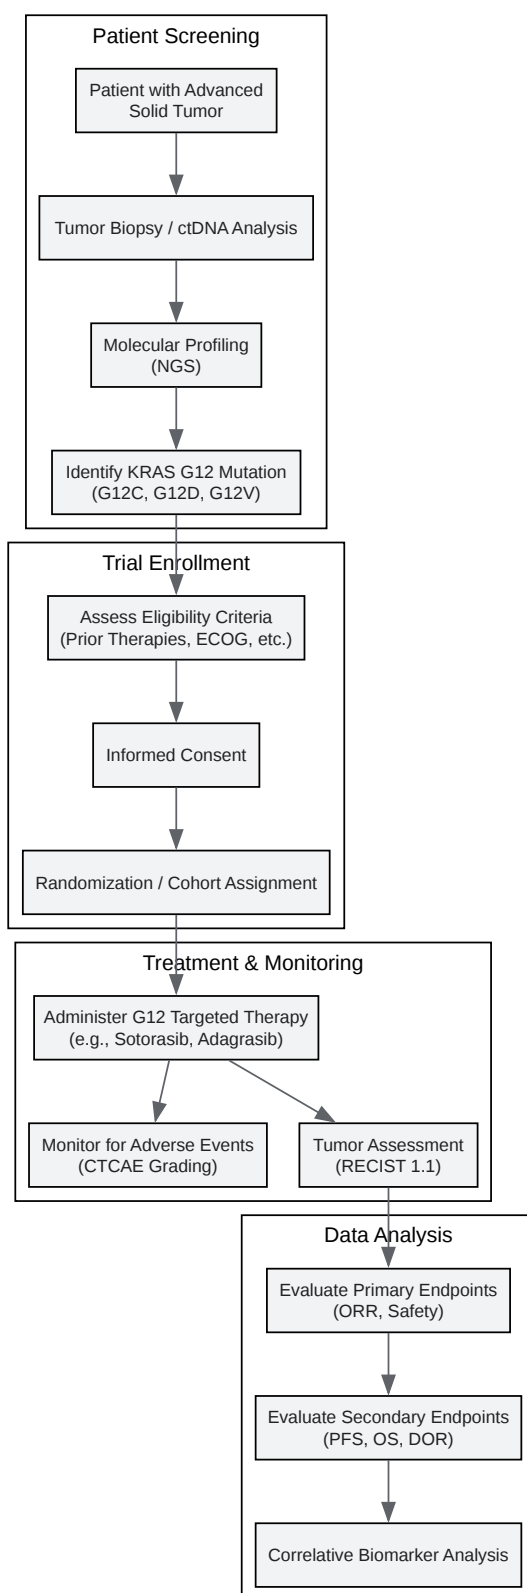 Patient Screening
Patient with Advanced
Solid Tumor
Tumor Biopsy / ctDNA Analysis
Molecular Profiling
(NGS)
Identify KRAS G12 Mutation
(G12C, G12D, G12V)
Trial Enrollment
Assess Eligibility Criteria
(Prior Therapies, ECOG, etc.)
Informed Consent
Randomization / Cohort Assignment
Treatment & Monitoring
Administer G12 Targeted Therapy
(e.g., Sotorasib, Adagrasib)
Monitor for Adverse Events
(CTCAE Grading)
Tumor Assessment
(RECIST 1.1)
Data Analysis
Evaluate Primary Endpoints
(ORR, Safety)
Evaluate Secondary Endpoints
(PFS, OS, DOR)
Correlative Biomarker Analysis